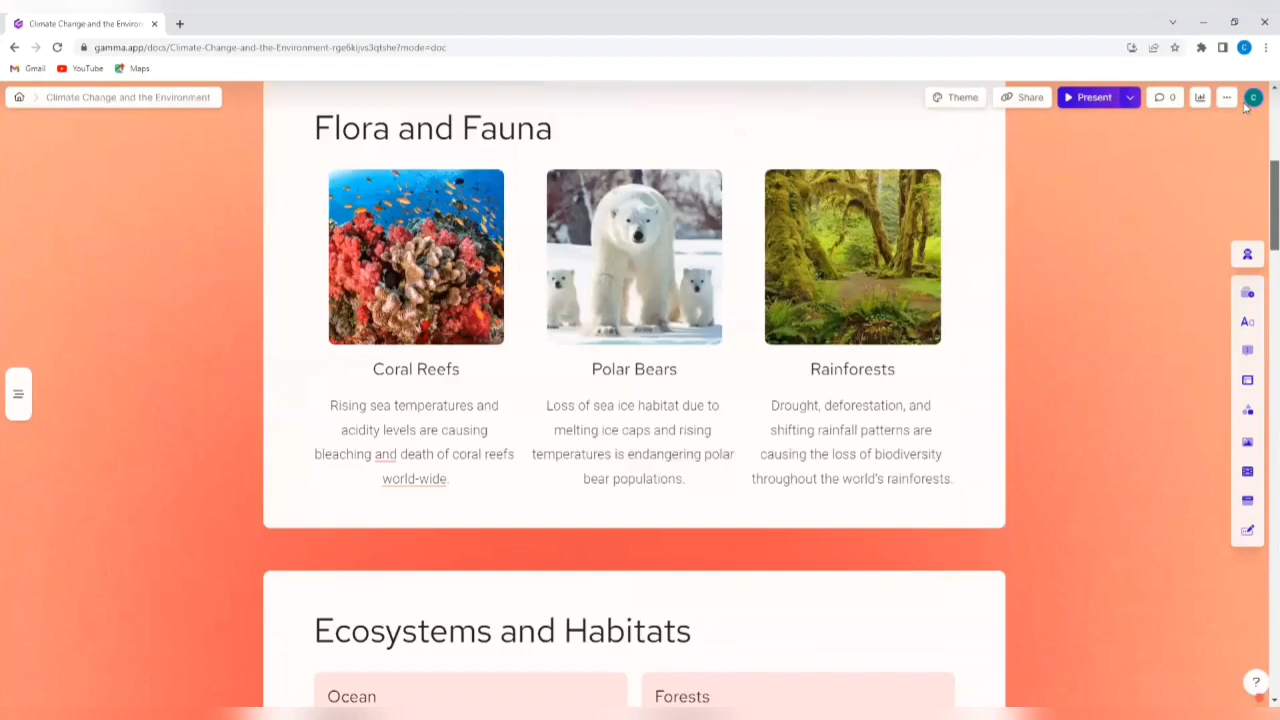 Climate Change and the Environ
gamma.app/docs/Climate-Change-and-the-Environment-rge6kijvs3qtshe?mode=doc
C
Gmail YouTube Maps
Climate Change and the Environment
Theme Share Present 0 C
Flora and Fauna
Coral Reefs
Rising sea temperatures and
acidity levels are causing
bleaching and death of coral reefs
world-wide.
Polar Bears
Loss of sea ice habitat due to
melting ice caps and rising
temperatures is endangering polar
bear populations.
Rainforests
Drought, deforestation, and
shifting rainfall patterns are
causing the loss of biodiversity
throughout the world's rainforests.
Ecosystems and Habitats
Ocean
Forests
?